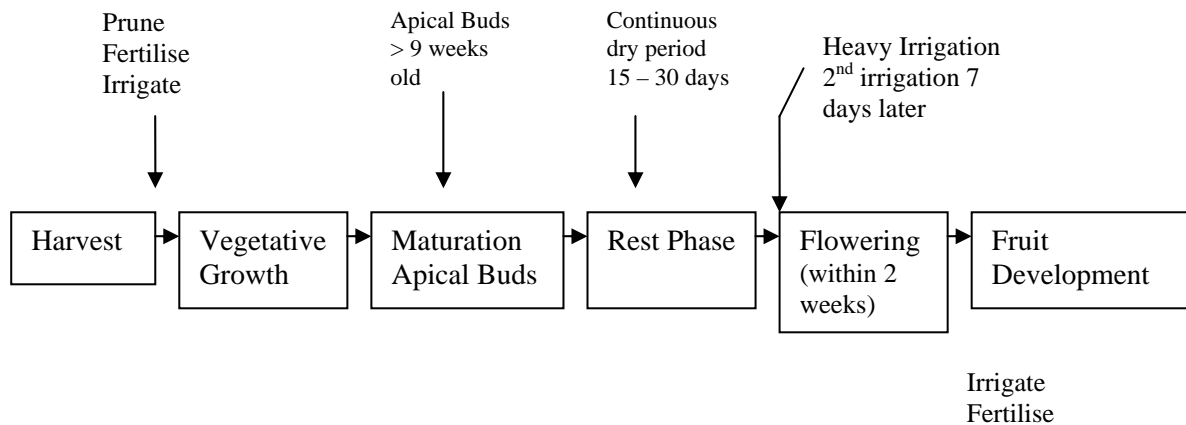 Prune
Fertilise
Irrigate
Apical Buds
> 9 weeks
old
Continuous
dry period
15 – 30 days
Heavy Irrigation
2nd irrigation 7
days later
Harvest
Vegetative
Growth
Maturation
Apical Buds
Rest Phase
Flowering
(within 2
weeks)
Fruit
Development
Irrigate
Fertilise